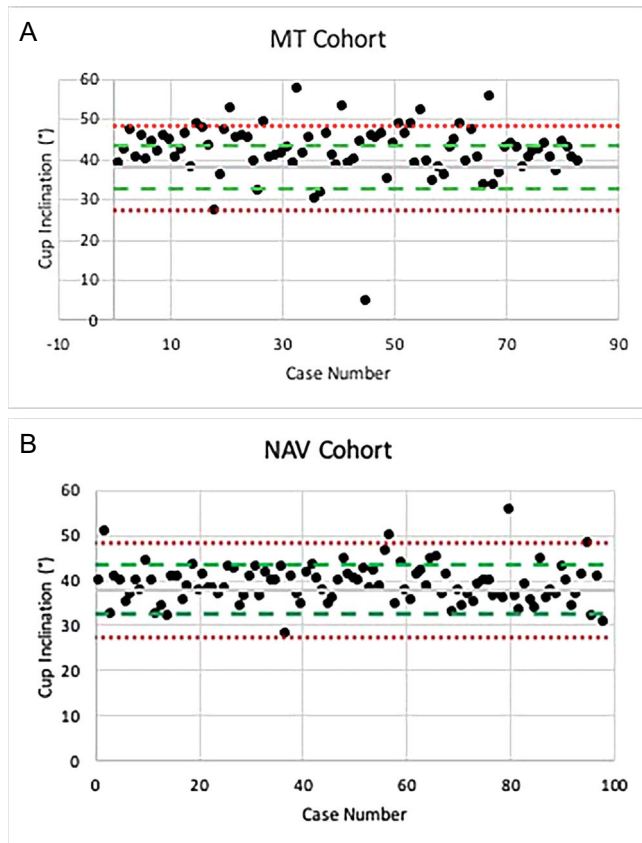 A
MT Cohort
60
50
40
30
20
10
0
-10 10 30 50 70 90
Cup Inclination (°)
Case Number
B
NAV Cohort
60
50
40
30
20
10
0
0 20 40 60 80 100
Cup Inclination (°)
Case Number